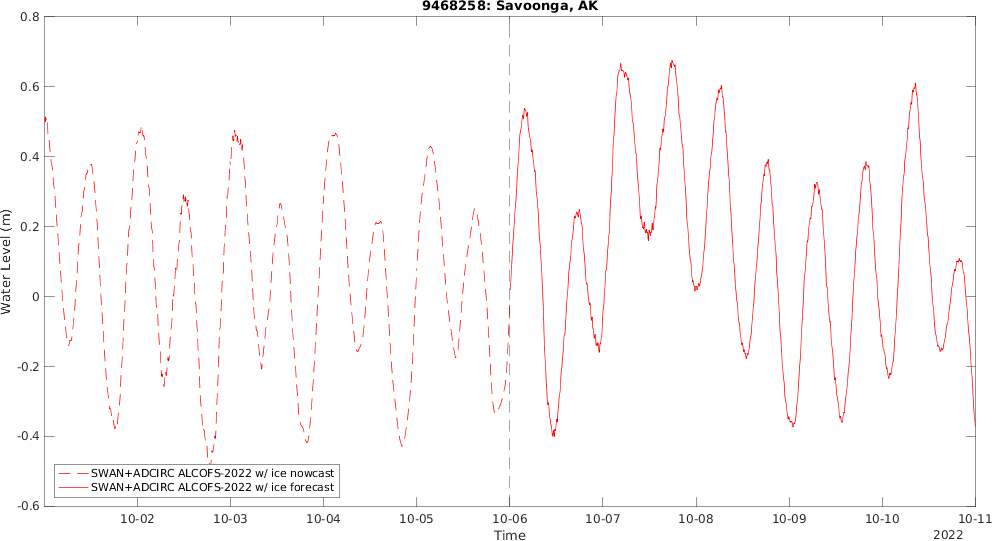 9468258: Savoonga, AK
0.8
0.6
0.4
0.2
0
-0.2
-0.4
-0.6
Water Level (m)
SWAN+ADCIRC ALCOFS-2022 w/ ice nowcast
SWAN+ADCIRC ALCOFS-2022 w/ ice forecast
10-02 10-03 10-04 10-05 10-06 10-07 10-08 10-09 10-10 10-11
Time
2022